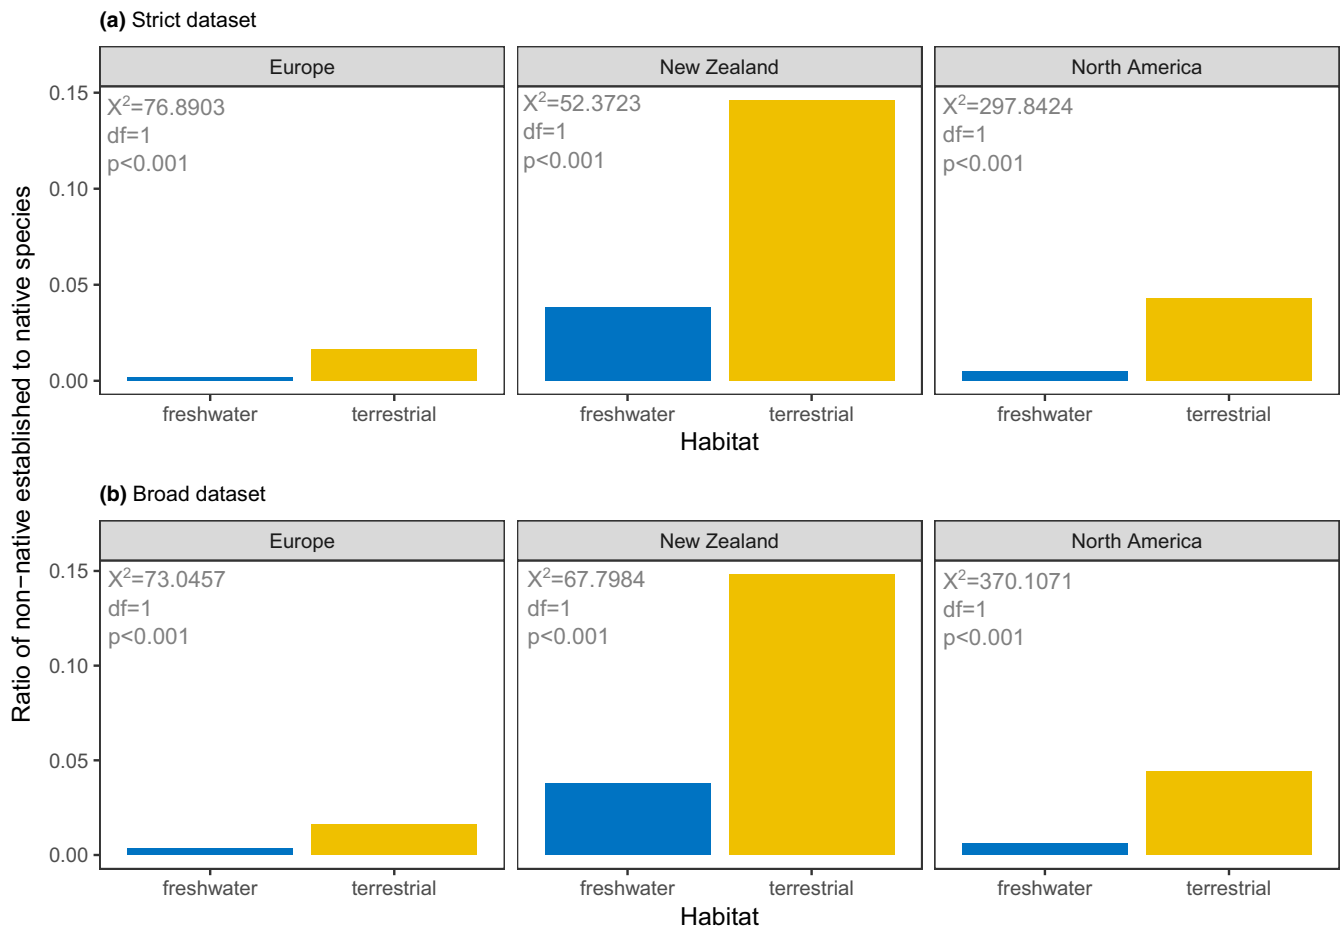 (a) Strict dataset
Europe
New Zealand
North America
X²=76.8903
df=1
p<0.001
X²=52.3723
df=1
p<0.001
X²=297.8424
df=1
p<0.001
0.15
0.10
0.05
0.00
freshwater
terrestrial
freshwater
terrestrial
freshwater
terrestrial
Habitat
Ratio of non−native established to native species
(b) Broad dataset
Europe
New Zealand
North America
X²=73.0457
df=1
p<0.001
X²=67.7984
df=1
p<0.001
X²=370.1071
df=1
p<0.001
0.15
0.10
0.05
0.00
freshwater
terrestrial
freshwater
terrestrial
freshwater
terrestrial
Habitat